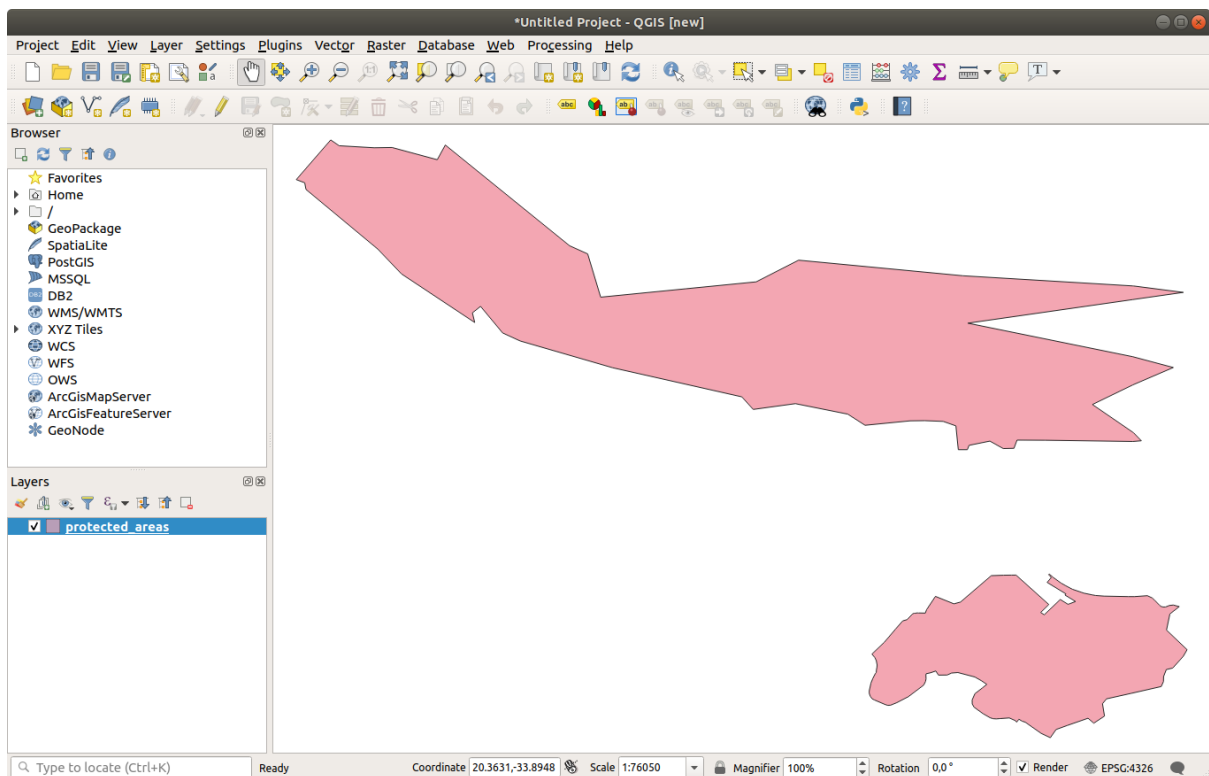 *Untitled Project - QGIS [new]
Project Edit View Layer Settings Plugins Vector Raster Database Web Processing Help
Browser
Favorites
Home
/
GeoPackage
SpatiaLite
PostGIS
MSSQL
DB2
WMS/WMTS
XYZ Tiles
WCS
WFS
OWS
ArcGisMapServer
ArcGisFeatureServer
GeoNode
Layers
protected_areas
Type to locate (Ctrl+K) Ready Coordinate 20.3631,-33.8948 Scale 1:76050 Magnifier 100% Rotation 0,0 ° Render EPSG:4326